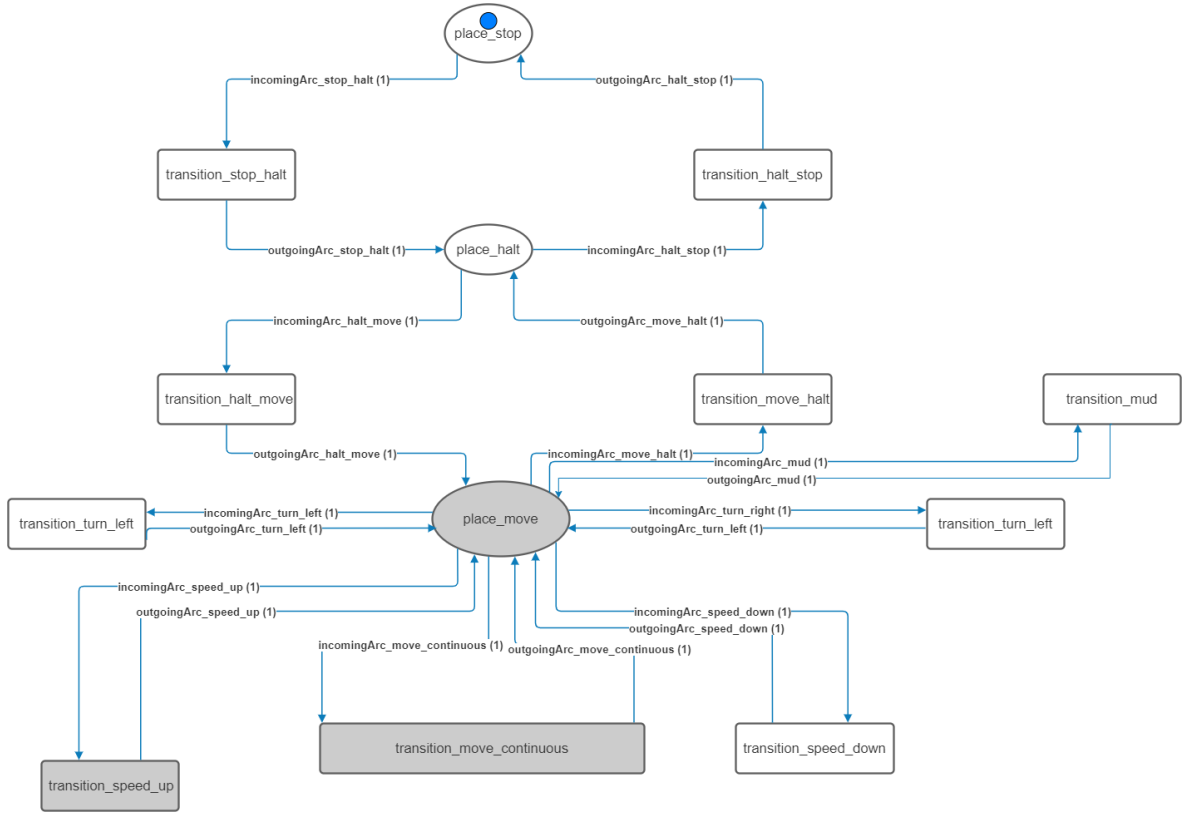 place_stop
incomingArc_stop_halt (1)
outgoingArc_halt_stop (1)
transition_stop_halt
transition_halt_stop
outgoingArc_stop_halt (1)
place_halt
incomingArc_halt_stop (1)
incomingArc_halt_move (1)
outgoingArc_move_halt (1)
transition_halt_move
transition_move_halt
transition_mud
outgoingArc_halt_move (1)
incomingArc_move_halt (1)
incomingArc_mud (1)
outgoingArc_mud (1)
transition_turn_left
incomingArc_turn_left (1)
outgoingArc_turn_left (1)
place_move
incomingArc_turn_right (1)
outgoingArc_turn_left (1)
transition_turn_left
incomingArc_speed_up (1)
outgoingArc_speed_up (1)
incomingArc_speed_down (1)
outgoingArc_speed_down (1)
incomingArc_move_continuous (1)
outgoingArc_move_continuous (1)
transition_move_continuous
transition_speed_down
transition_speed_up